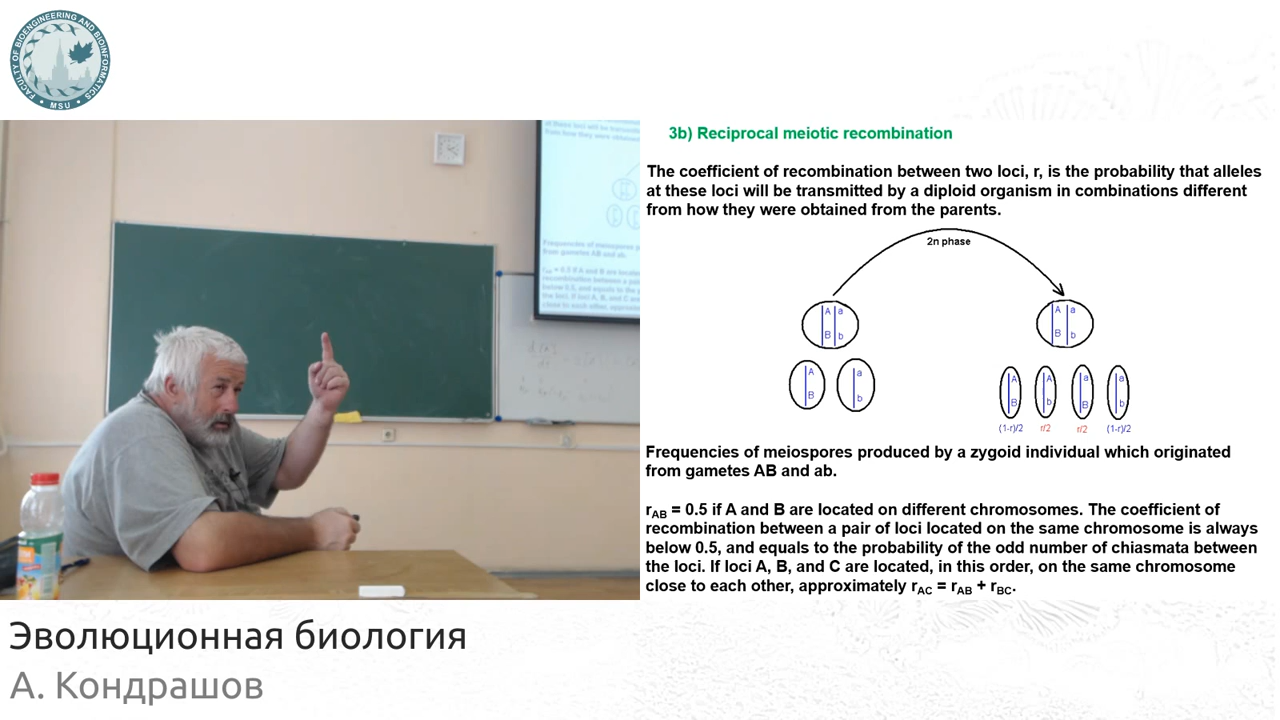 FACULTY OF BIOENGINEERING AND BIOINFORMATICS
• MSU •
3b) Reciprocal meiotic recombination
The coefficient of recombination between two loci, r, is the probability that alleles
at these loci will be transmitted by a diploid organism in combinations different
from how they were obtained from the parents.
2n phase
A a
B b
A a
B b
A a
B b
A A a a
B b B b
(1-r)/2 r/2 r/2 (1-r)/2
Frequencies of meiospores produced by a zygoid individual which originated
from gametes AB and ab.
rAB = 0.5 if A and B are located on different chromosomes. The coefficient of
recombination between a pair of loci located on the same chromosome is always
below 0.5, and equals to the probability of the odd number of chiasmata between
the loci. If loci A, B, and C are located, in this order, on the same chromosome
close to each other, approximately rAC = rAB + rBC.
Эволюционная биология
А. Кондрашов